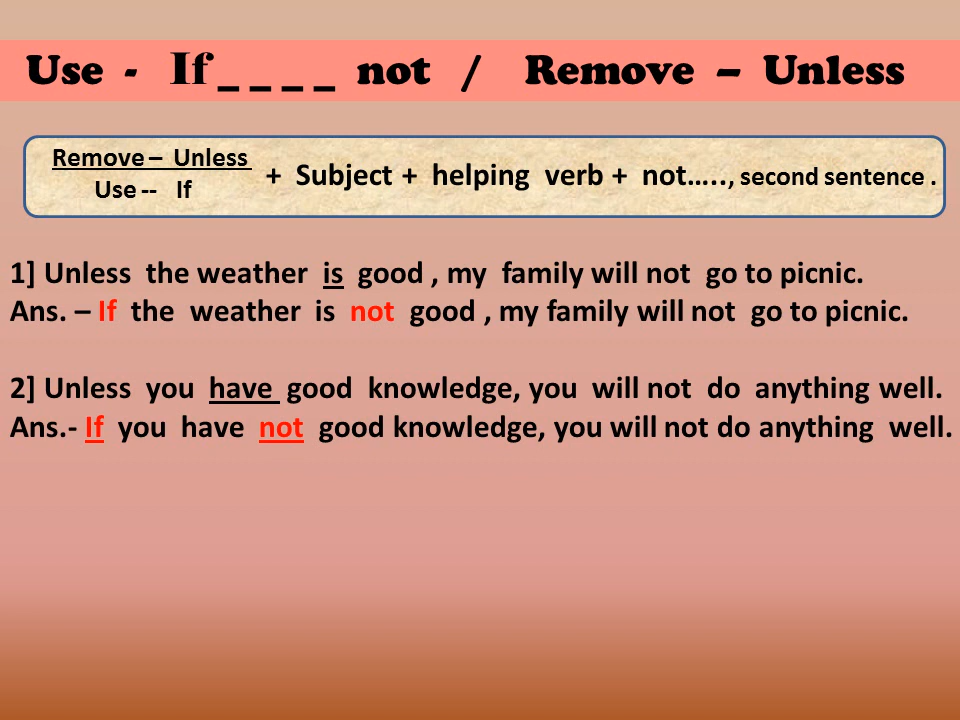 Use - If _ _ _ _ not / Remove – Unless
Remove – Unless
Use -- If
+ Subject + helping verb + not….., second sentence .
1] Unless the weather is good , my family will not go to picnic.
Ans. – If the weather is not good , my family will not go to picnic.
2] Unless you have good knowledge, you will not do anything well.
Ans.- If you have not good knowledge, you will not do anything well.